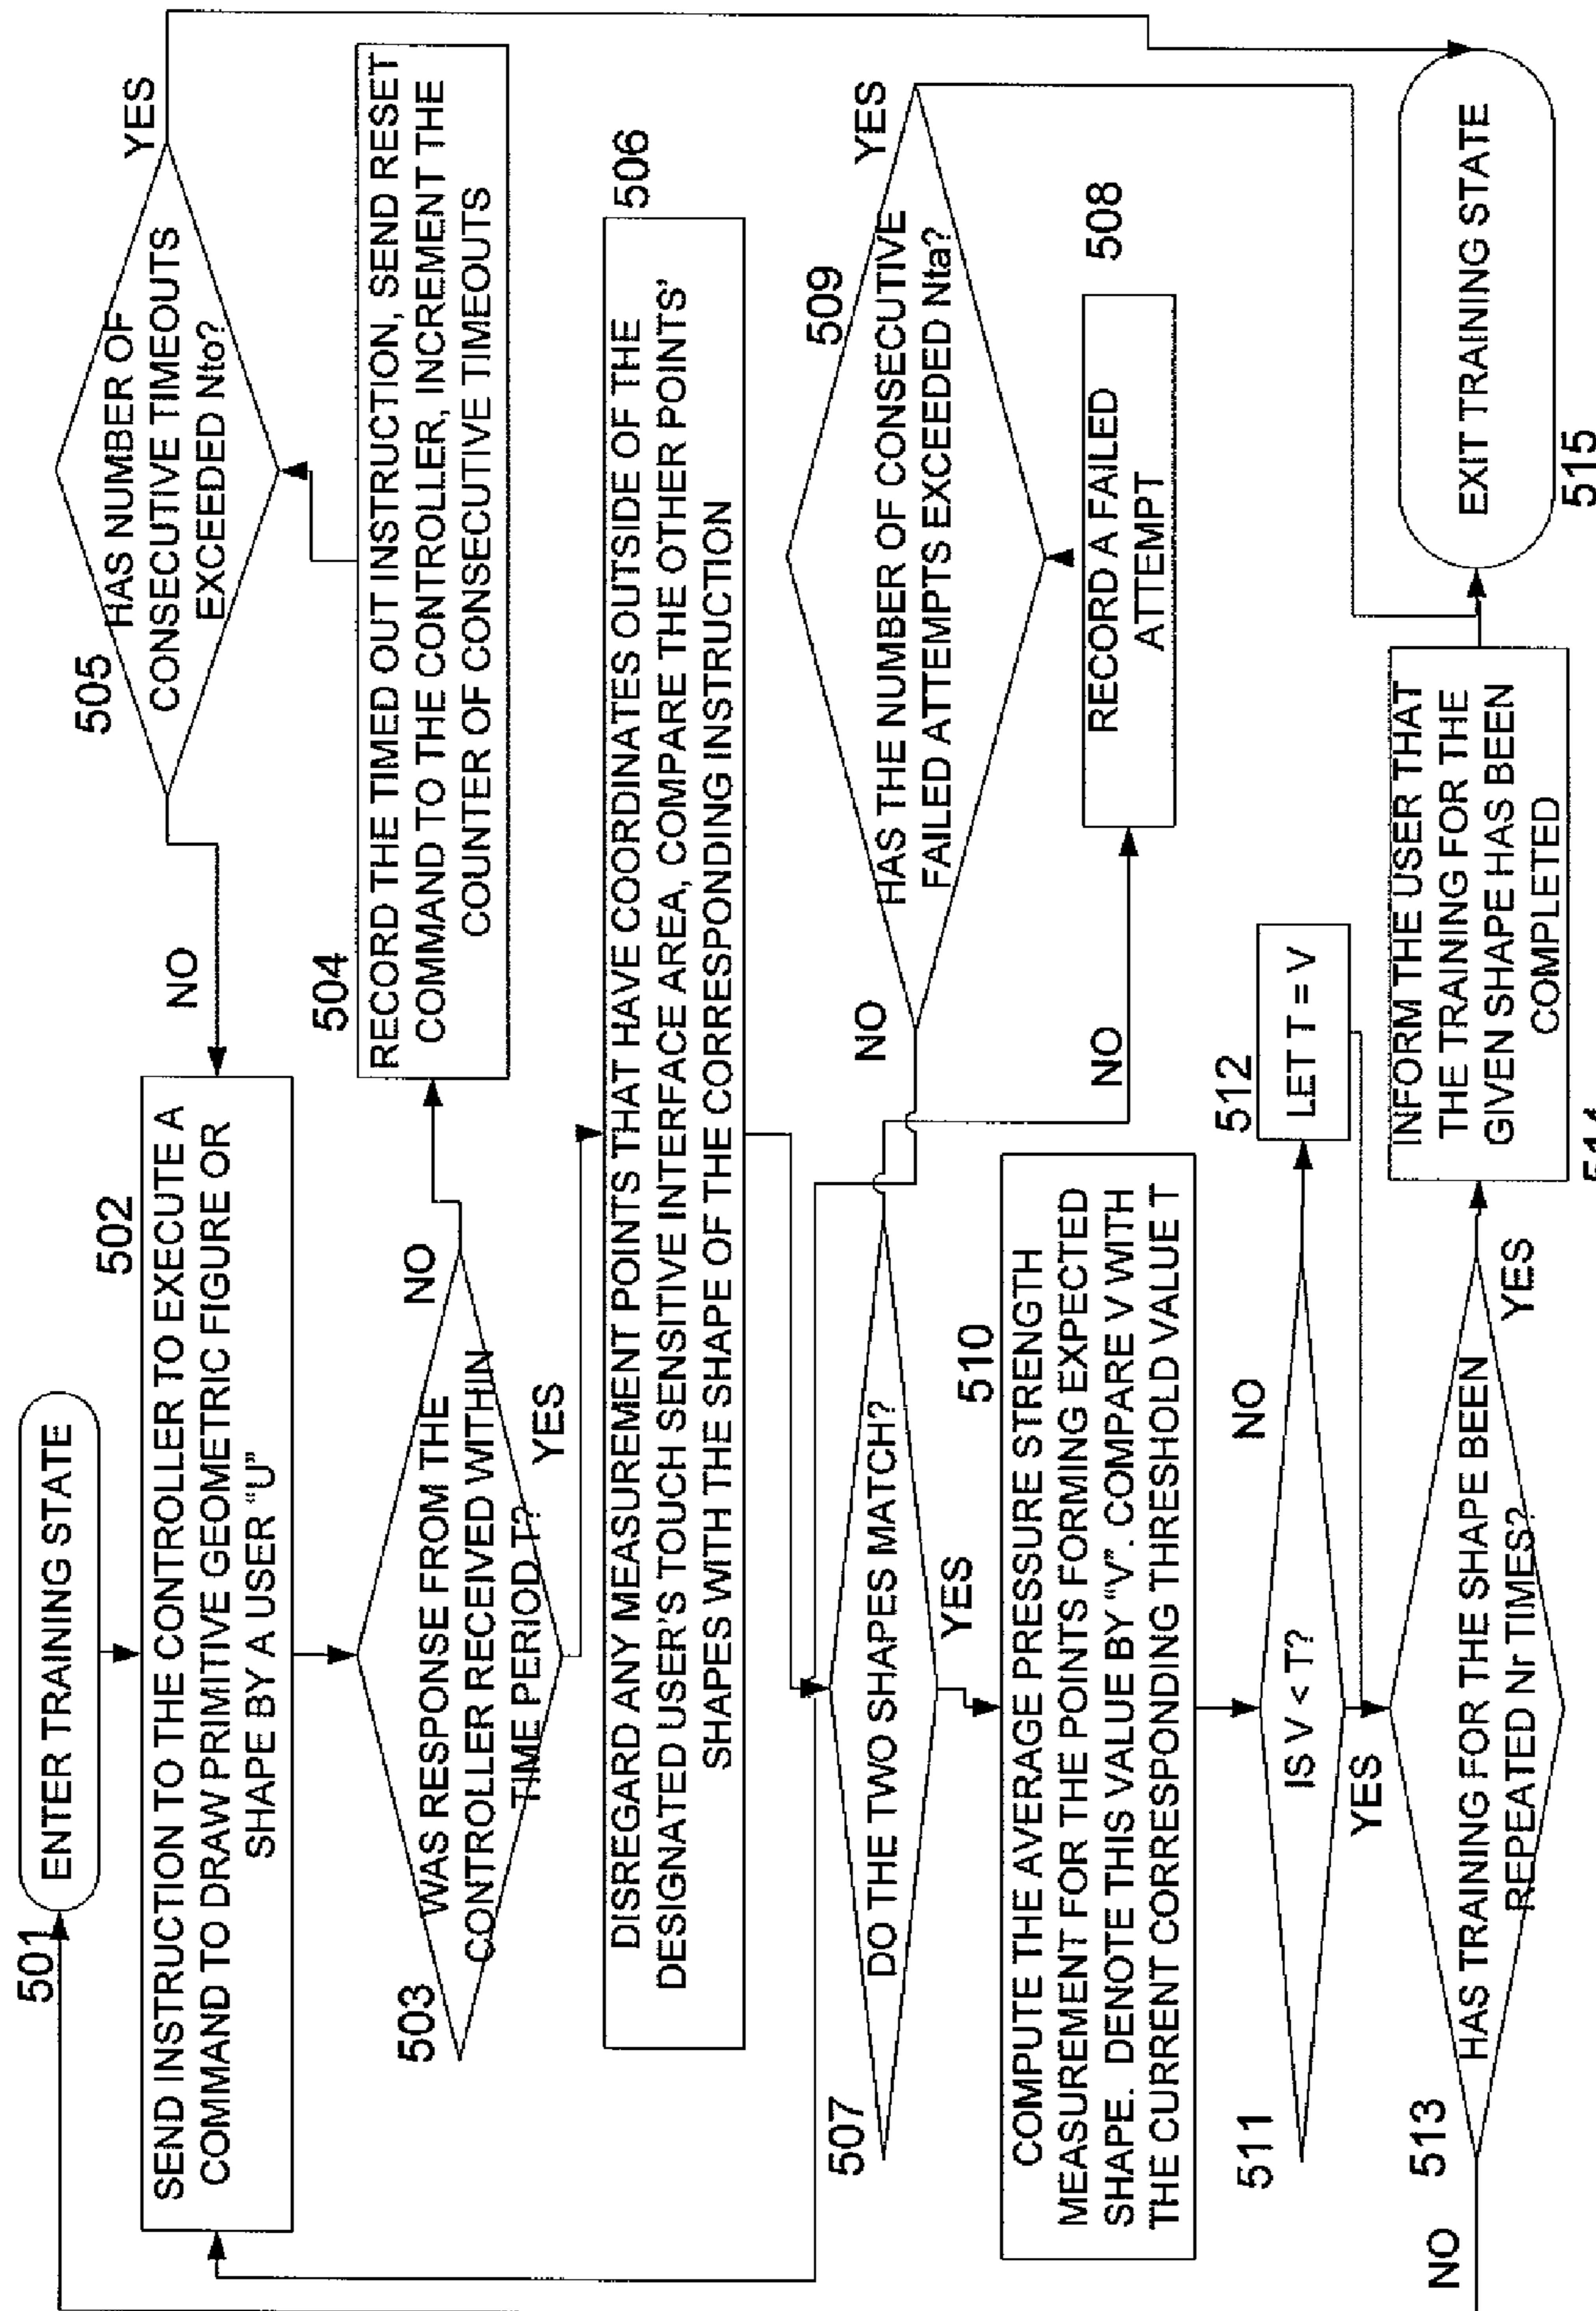 501
ENTER TRAINING STATE
502
SEND INSTRUCTION TO THE CONTROLLER TO EXECUTE A
COMMAND TO DRAW PRIMITIVE GEOMETRIC FIGURE OR
SHAPE BY A USER “U”
503
WAS RESPONSE FROM THE
CONTROLLER RECEIVED WITHIN
TIME PERIOD T?
NO
YES
504
RECORD THE TIMED OUT INSTRUCTION, SEND RESET
COMMAND TO THE CONTROLLER, INCREMENT THE
COUNTER OF CONSECUTIVE TIMEOUTS
505
HAS NUMBER OF
CONSECUTIVE TIMEOUTS
EXCEEDED Nto?
NO
YES
506
DISREGARD ANY MEASUREMENT POINTS THAT HAVE COORDINATES OUTSIDE OF THE
DESIGNATED USER'S TOUCH SENSITIVE INTERFACE AREA, COMPARE THE OTHER POINTS'
SHAPES WITH THE SHAPE OF THE CORRESPONDING INSTRUCTION
507
DO THE TWO SHAPES MATCH?
NO
YES
508
RECORD A FAILED
ATTEMPT
509
HAS THE NUMBER OF CONSECUTIVE
FAILED ATTEMPTS EXCEEDED Nta?
NO
YES
510
COMPUTE THE AVERAGE PRESSURE STRENGTH
MEASUREMENT FOR THE POINTS FORMING EXPECTED
SHAPE. DENOTE THIS VALUE BY “V”. COMPARE V WITH
THE CURRENT CORRESPONDING THRESHOLD VALUE T
511
IS V < T?
NO
YES
512
LET T = V
513
HAS TRAINING FOR THE SHAPE BEEN
REPEATED Nr TIMES?
NO
YES
514
INFORM THE USER THAT
THE TRAINING FOR THE
GIVEN SHAPE HAS BEEN
COMPLETED
EXIT TRAINING STATE
515